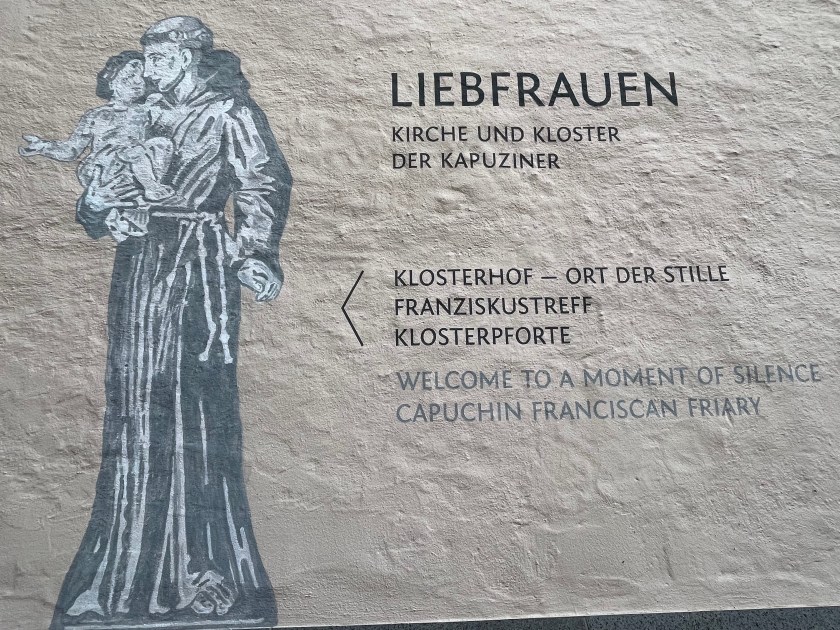 LIEBFRAUEN
KIRCHE UND KLOSTER
DER KAPUZINER
KLOSTERHOF – ORT DER STILLE
FRANZISKUSTREFF
KLOSTERPFORTE
WELCOME TO A MOMENT OF SILENCE
CAPUCHIN FRANCISCAN FRIARY